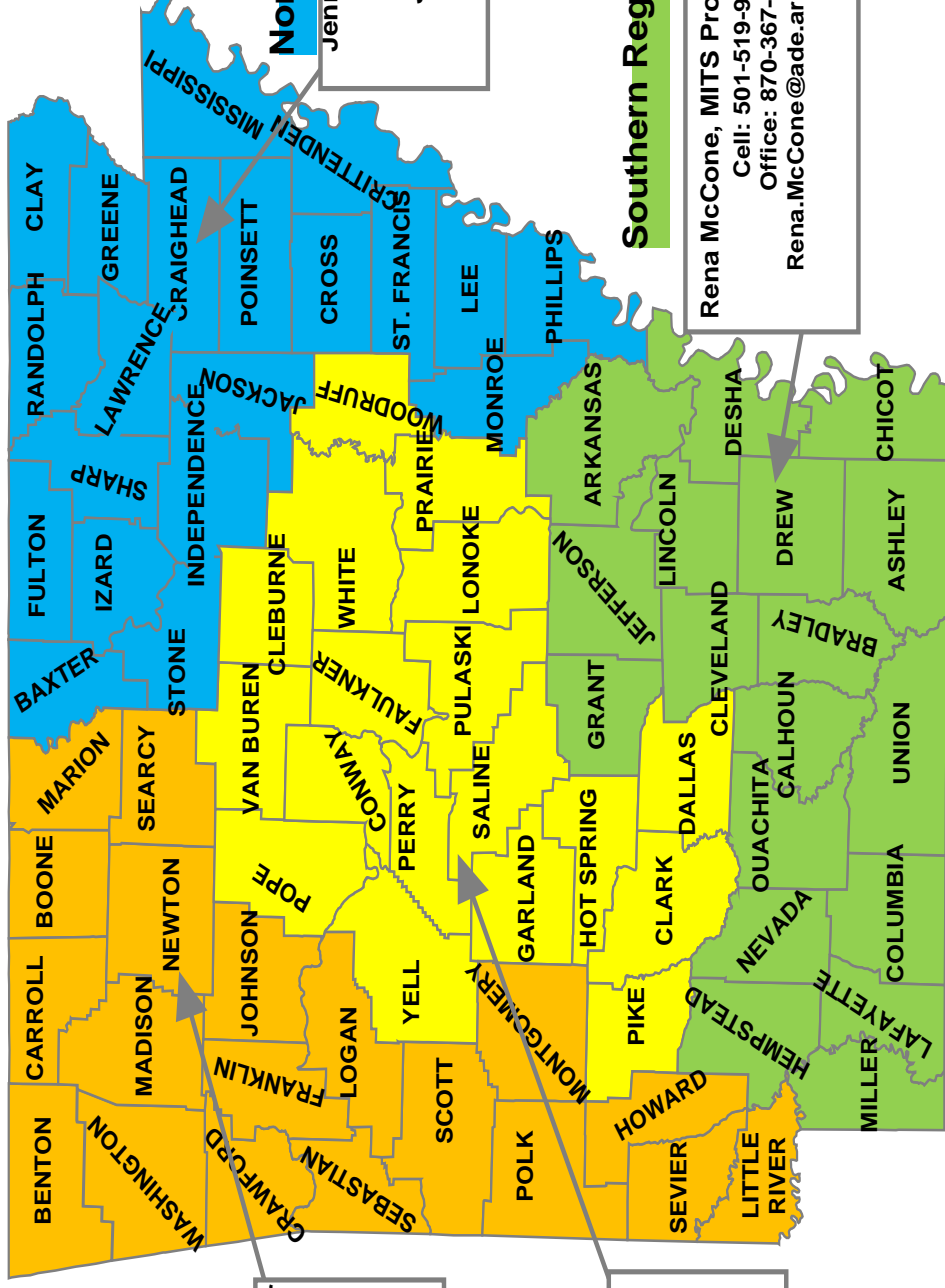 BENTON
CARROLL
BOONE
MARION
BAXTER
FULTON
RANDOLPH
CLAY
WASHINGTON
MADISON
NEWTON
SEARCY
STONE
IZARD
SHARP
LAWRENCE
GREENE
CRAWFORD
FRANKLIN
JOHNSON
POPE
VAN BUREN
CLEBURNE
INDEPENDENCE
JACKSON
CRAIGHEAD
MISSISSIPPI
POINSETT
SEBASTIAN
LOGAN
CONWAY
FAULKNER
WHITE
WOODRUFF
CROSS
CRITTENDEN
SCOTT
YELL
PERRY
PULASKI
LONOKE
PRAIRIE
ST. FRANCIS
MONROE
LEE
PHILLIPS
POLK
MONTGOMERY
GARLAND
SALINE
HOT SPRING
GRANT
JEFFERSON
ARKANSAS
HOWARD
PIKE
CLARK
DALLAS
CLEVELAND
LINCOLN
DESHA
SEVIER
LITTLE
RIVER
HEMPSTEAD
NEVADA
OUACHITA
CALHOUN
BRADLEY
DREW
MILLER
LAFAYETTE
COLUMBIA
UNION
ASHLEY
CHICOT
Nor
Jenn
Southern Reg
Rena McCone, MITS Pro
Cell: 501-519-9
Office: 870-367-
Rena.McCone@ade.ar